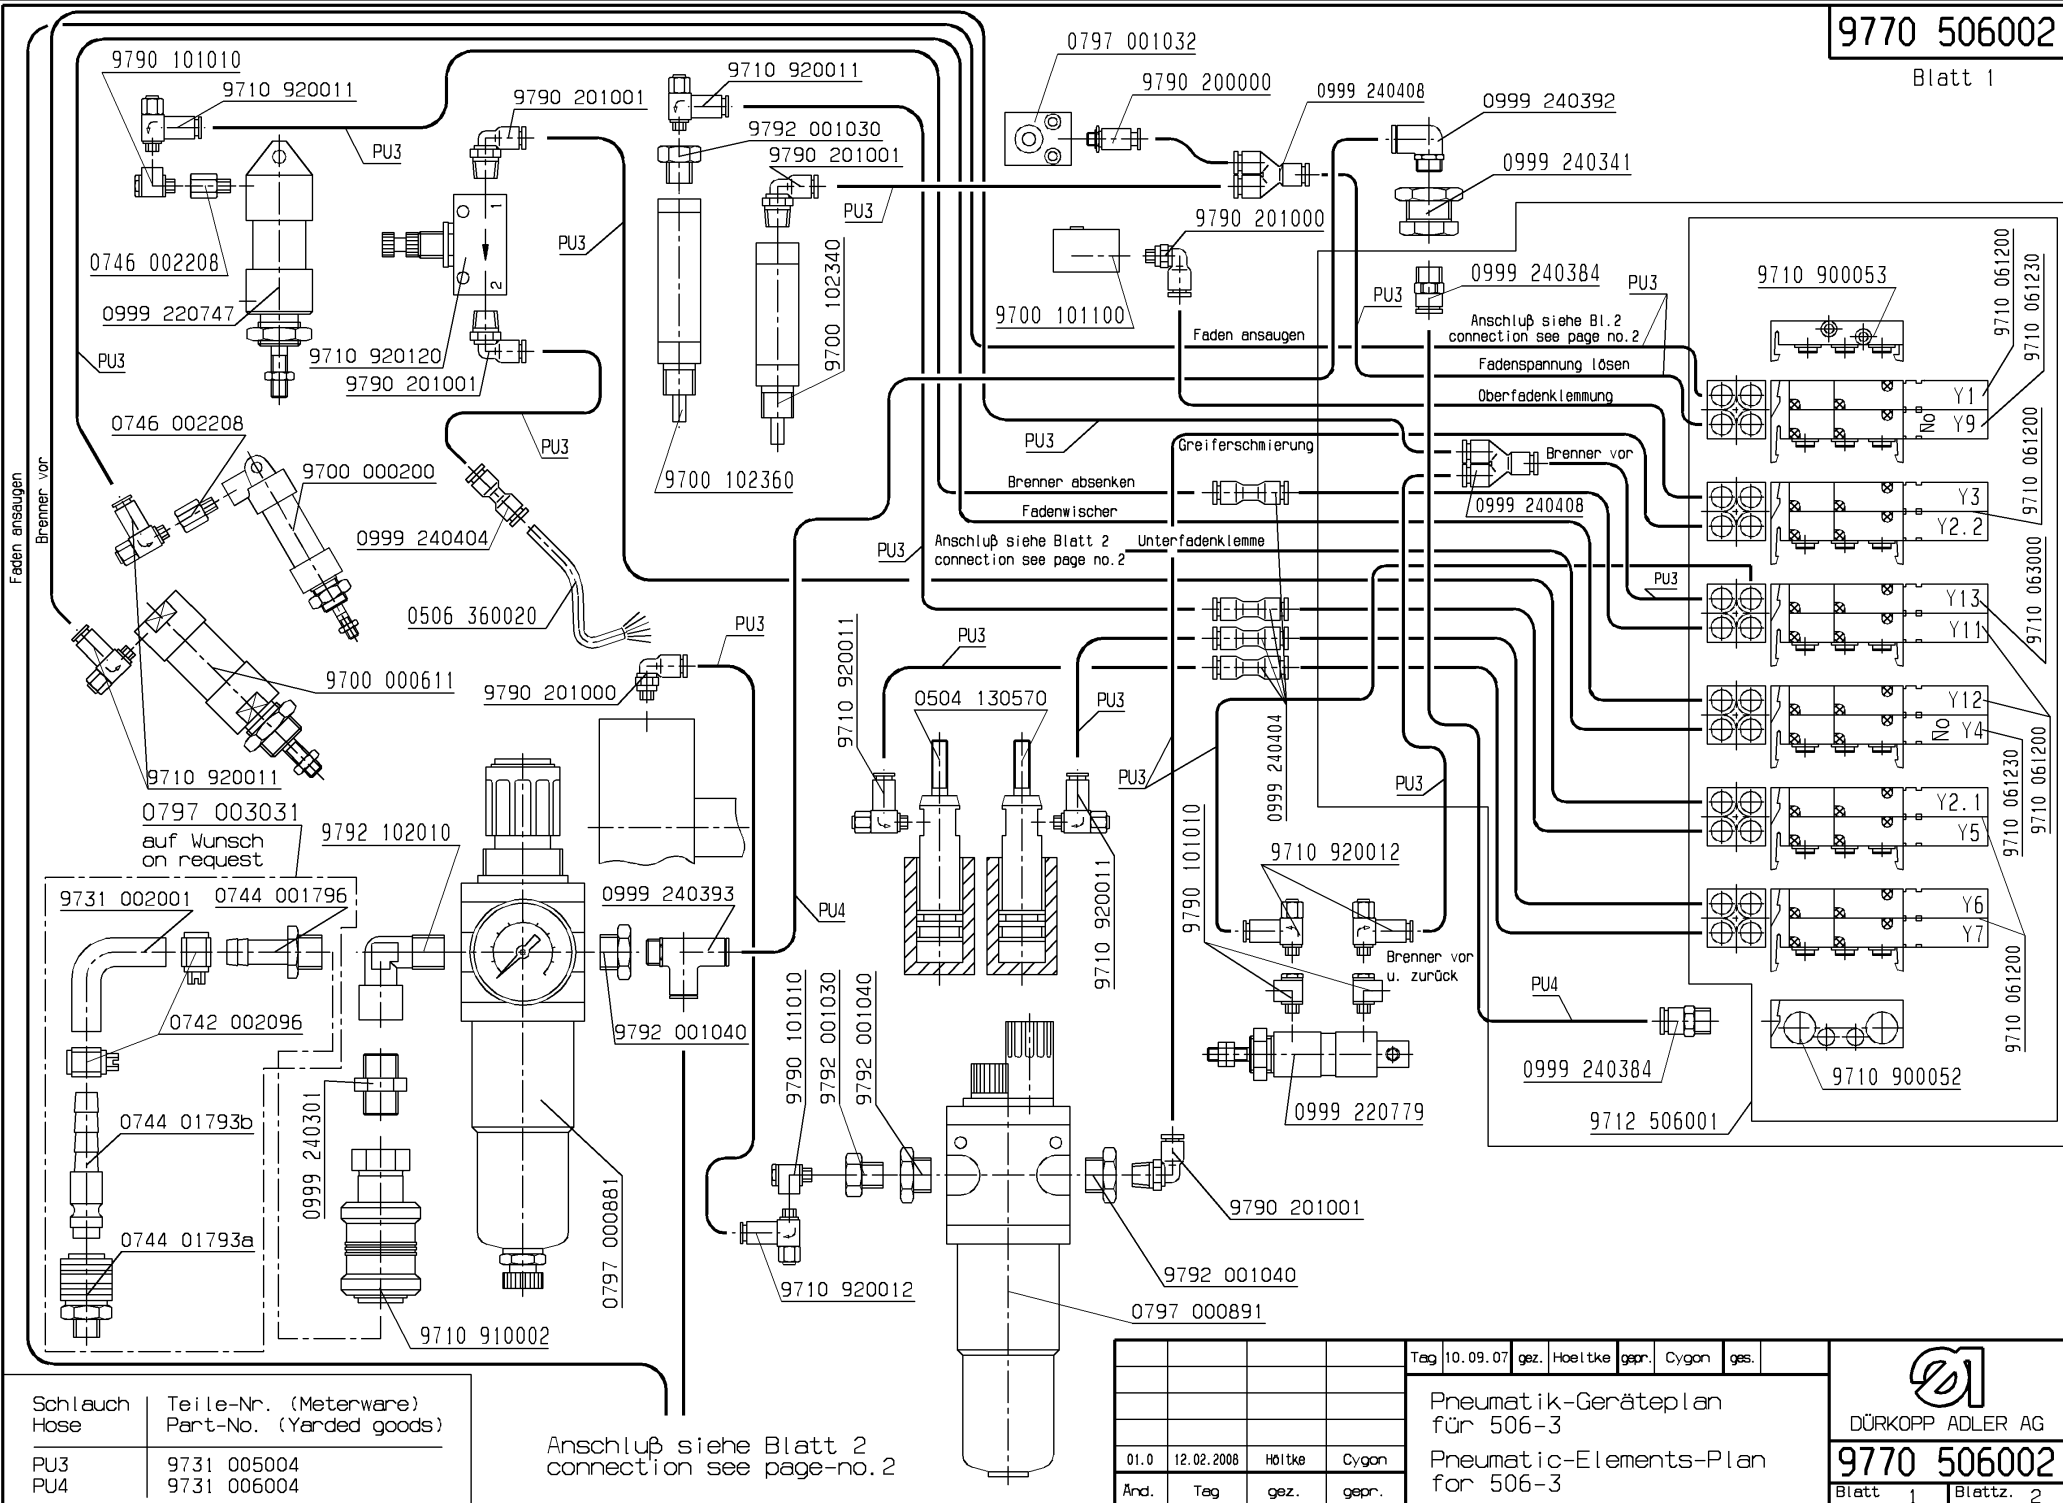 9770 506002
Blatt 1
9790 101010
9710 920011
PU3
0746 002208
0999 220747
PU3
9790 201001
1
2
9710 920120
9790 201001
PU3
PU3
9710 920011
9792 001030
9790 201001
PU3
9700 102340
9700 102360
0797 001032
9790 200000
0999 240408
0999 240392
0999 240341
9790 201000
9700 101100
0999 240384
PU3
PU3
Anschluß siehe Bl.2
connection see page no.2
Faden ansaugen
Fadenspannung lösen
Oberfadenklemmung
PU3
Greiferschmierung
Brenner vor
0999 240408
Brenner absenken
Fadenwischer
PU3
Anschluß siehe Blatt 2
connection see page no.2
Unterfadenklemme
PU3
9710 900053
9710 061200
9710 061230
Y1
No
Y9
9710 061200
Y3
Y2.2
9710 063000
Y13
Y11
Y12
No
Y4
9710 061230
9710 061200
Y2.1
Y5
Y6
Y7
9710 061200
9710 900052
Faden ansaugen
Brenner vor
0746 002208
9700 000200
0999 240404
0506 360020
9700 000611
9710 920011
9790 201000
PU3
0797 003031
auf Wunsch
on request
9792 102010
9731 002001
0744 001796
0742 002096
0744 01793b
0744 01793a
0999 240301
9710 910002
0797 000881
0999 240393
9792 001040
PU4
9710 920011
PU3
0504 130570
PU3
9710 920011
0999 240404
PU3
PU3
9790 101010
9710 920012
Brenner vor
u. zurück
0999 220779
PU4
0999 240384
9712 506001
9790 101010
9792 001030
9792 001040
9710 920012
9790 201001
9792 001040
0797 000891
Schlauch Teile-Nr. (Meterware)
Hose Part-No. (Yarded goods)
PU3 9731 005004
PU4 9731 006004
Anschluß siehe Blatt 2
connection see page-no.2
Tag 10.09.07 gez. Hoeltke gepr. Cygon ges.
Pneumatik-Geräteplan
für 506-3
Pneumatic-Elements-Plan
for 506-3
01.0 12.02.2008 Höltke Cygon
Änd. Tag gez. gepr.
DÜRKOPP ADLER AG
9770 506002
Blatt 1 Blattz. 2